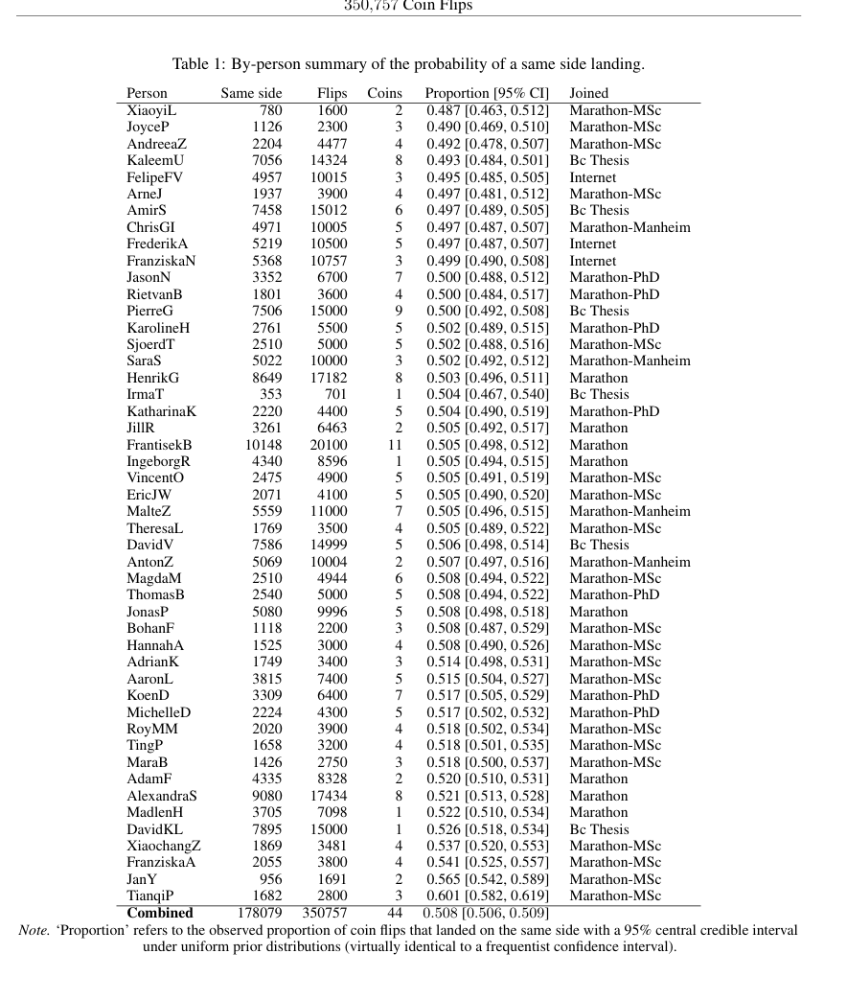 350,757 Coin Flips
Table 1: By-person summary of the probability of a same side landing.
Person Same side Flips Coins Proportion [95% CI] Joined
XiaoyiL 780 1600 2 0.487 [0.463, 0.512] Marathon-MSc
JoyceP 1126 2300 3 0.490 [0.469, 0.510] Marathon-MSc
AndreeaZ 2204 4477 4 0.492 [0.478, 0.507] Marathon-MSc
KaleemU 7056 14324 8 0.493 [0.484, 0.501] Bc Thesis
FelipeFV 4957 10015 3 0.495 [0.485, 0.505] Internet
ArneJ 1937 3900 4 0.497 [0.481, 0.512] Marathon-MSc
AmirS 7458 15012 6 0.497 [0.489, 0.505] Bc Thesis
ChrisGI 4971 10005 5 0.497 [0.487, 0.507] Marathon-Manheim
FrederikA 5219 10500 5 0.497 [0.487, 0.507] Internet
FranziskaN 5368 10757 3 0.499 [0.490, 0.508] Internet
JasonN 3352 6700 7 0.500 [0.488, 0.512] Marathon-PhD
RietvanB 1801 3600 4 0.500 [0.484, 0.517] Marathon-PhD
PierreG 7506 15000 9 0.500 [0.492, 0.508] Bc Thesis
KarolineH 2761 5500 5 0.502 [0.489, 0.515] Marathon-PhD
SjoerdT 2510 5000 5 0.502 [0.488, 0.516] Marathon-MSc
SaraS 5022 10000 3 0.502 [0.492, 0.512] Marathon-Manheim
HenrikG 8649 17182 8 0.503 [0.496, 0.511] Marathon
IrmaT 353 701 1 0.504 [0.467, 0.540] Bc Thesis
KatharinaK 2220 4400 5 0.504 [0.490, 0.519] Marathon-PhD
JillR 3261 6463 2 0.505 [0.492, 0.517] Marathon
FrantisekB 10148 20100 11 0.505 [0.498, 0.512] Marathon
IngeborgR 4340 8596 1 0.505 [0.494, 0.515] Marathon
VincentO 2475 4900 5 0.505 [0.491, 0.519] Marathon-MSc
EricJW 2071 4100 5 0.505 [0.490, 0.520] Marathon-MSc
MalteZ 5559 11000 7 0.505 [0.496, 0.515] Marathon-Manheim
TheresaL 1769 3500 4 0.505 [0.489, 0.522] Marathon-MSc
DavidV 7586 14999 5 0.506 [0.498, 0.514] Bc Thesis
AntonZ 5069 10004 2 0.507 [0.497, 0.516] Marathon-Manheim
MagdaM 2510 4944 6 0.508 [0.494, 0.522] Marathon-MSc
ThomasB 2540 5000 5 0.508 [0.494, 0.522] Marathon-PhD
JonasP 5080 9996 5 0.508 [0.498, 0.518] Marathon
BohanF 1118 2200 3 0.508 [0.487, 0.529] Marathon-MSc
HannahA 1525 3000 4 0.508 [0.490, 0.526] Marathon-MSc
AdrianK 1749 3400 3 0.514 [0.498, 0.531] Marathon-MSc
AaronL 3815 7400 5 0.515 [0.504, 0.527] Marathon-MSc
KoenD 3309 6400 7 0.517 [0.505, 0.529] Marathon-PhD
MichelleD 2224 4300 5 0.517 [0.502, 0.532] Marathon-PhD
RoyMM 2020 3900 4 0.518 [0.502, 0.534] Marathon-MSc
TingP 1658 3200 4 0.518 [0.501, 0.535] Marathon-MSc
MaraB 1426 2750 3 0.518 [0.500, 0.537] Marathon-MSc
AdamF 4335 8328 2 0.520 [0.510, 0.531] Marathon
AlexandraS 9080 17434 8 0.521 [0.513, 0.528] Marathon
MadlenH 3705 7098 1 0.522 [0.510, 0.534] Marathon
DavidKL 7895 15000 1 0.526 [0.518, 0.534] Bc Thesis
XiaochangZ 1869 3481 4 0.537 [0.520, 0.553] Marathon-MSc
FranziskaA 2055 3800 4 0.541 [0.525, 0.557] Marathon-MSc
JanY 956 1691 2 0.565 [0.542, 0.589] Marathon-MSc
TianqiP 1682 2800 3 0.601 [0.582, 0.619] Marathon-MSc
Combined 178079 350757 44 0.508 [0.506, 0.509]
Note. ‘Proportion’ refers to the observed proportion of coin flips that landed on the same side with a 95% central credible interval
under uniform prior distributions (virtually identical to a frequentist confidence interval).